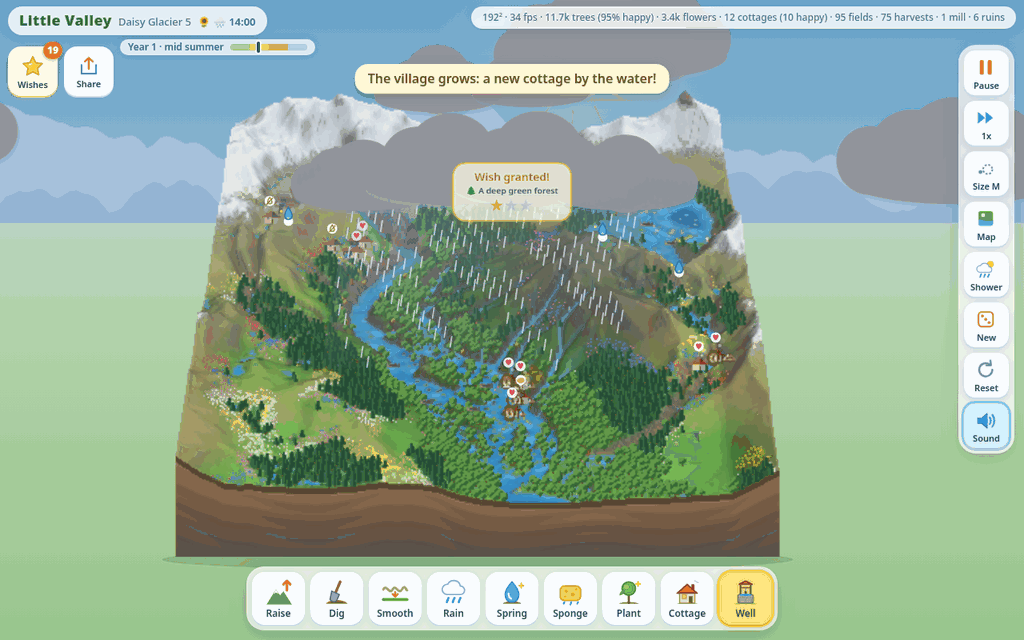 Little Valley Daisy Glacier 5 14:00
192² · 34 fps · 11.7k trees (95% happy) · 3.4k flowers · 12 cottages (10 happy) · 95 fields · 75 harvests · 1 mill · 6 ruins
Year 1 · mid summer
19
Wishes
Share
The village grows: a new cottage by the water!
Wish granted!
A deep green forest
Pause
1x
Size M
Map
Shower
New
Reset
Sound
Raise
Dig
Smooth
Rain
Spring
Sponge
Plant
Cottage
Well